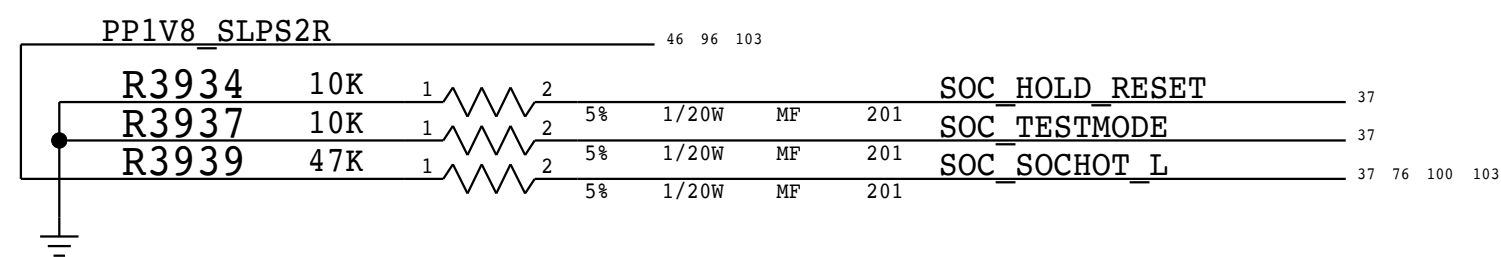 PP1V8_SLPS2R 46 96 103
R3934 10K 1 2 SOC_HOLD_RESET 37
5% 1/20W MF 201
R3937 10K 1 2 SOC_TESTMODE 37
5% 1/20W MF 201
R3939 47K 1 2 SOC_SOCHOT_L 37 76 100 103
5% 1/20W MF 201